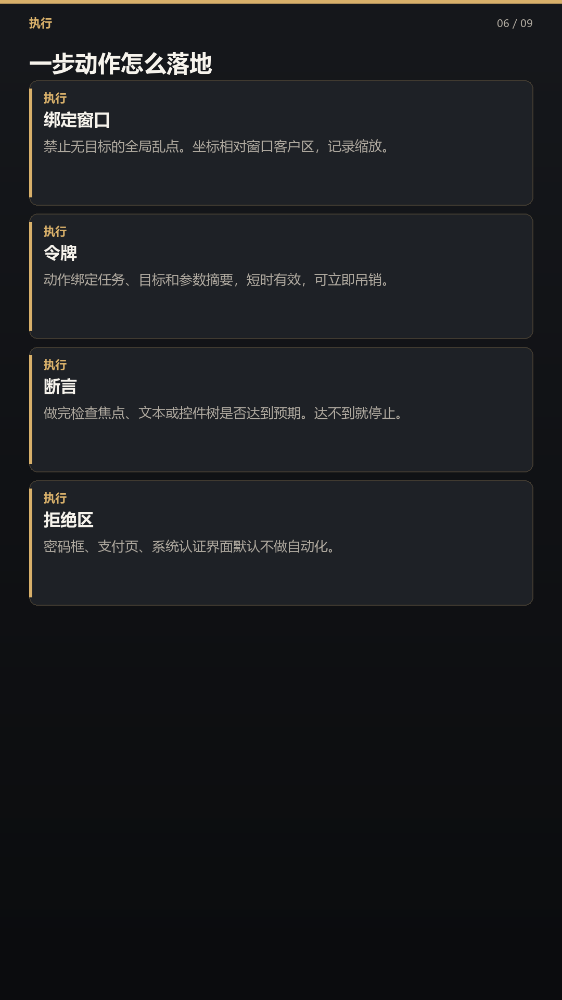 执行
06 / 09
一步动作怎么落地
执行
绑定窗口
禁止无目标的全局乱点。坐标相对窗口客户区，记录缩放。
执行
令牌
动作绑定任务、目标和参数摘要，短时有效，可立即吊销。
执行
断言
做完检查焦点、文本或控件树是否达到预期。达不到就停止。
执行
拒绝区
密码框、支付页、系统认证界面默认不做自动化。